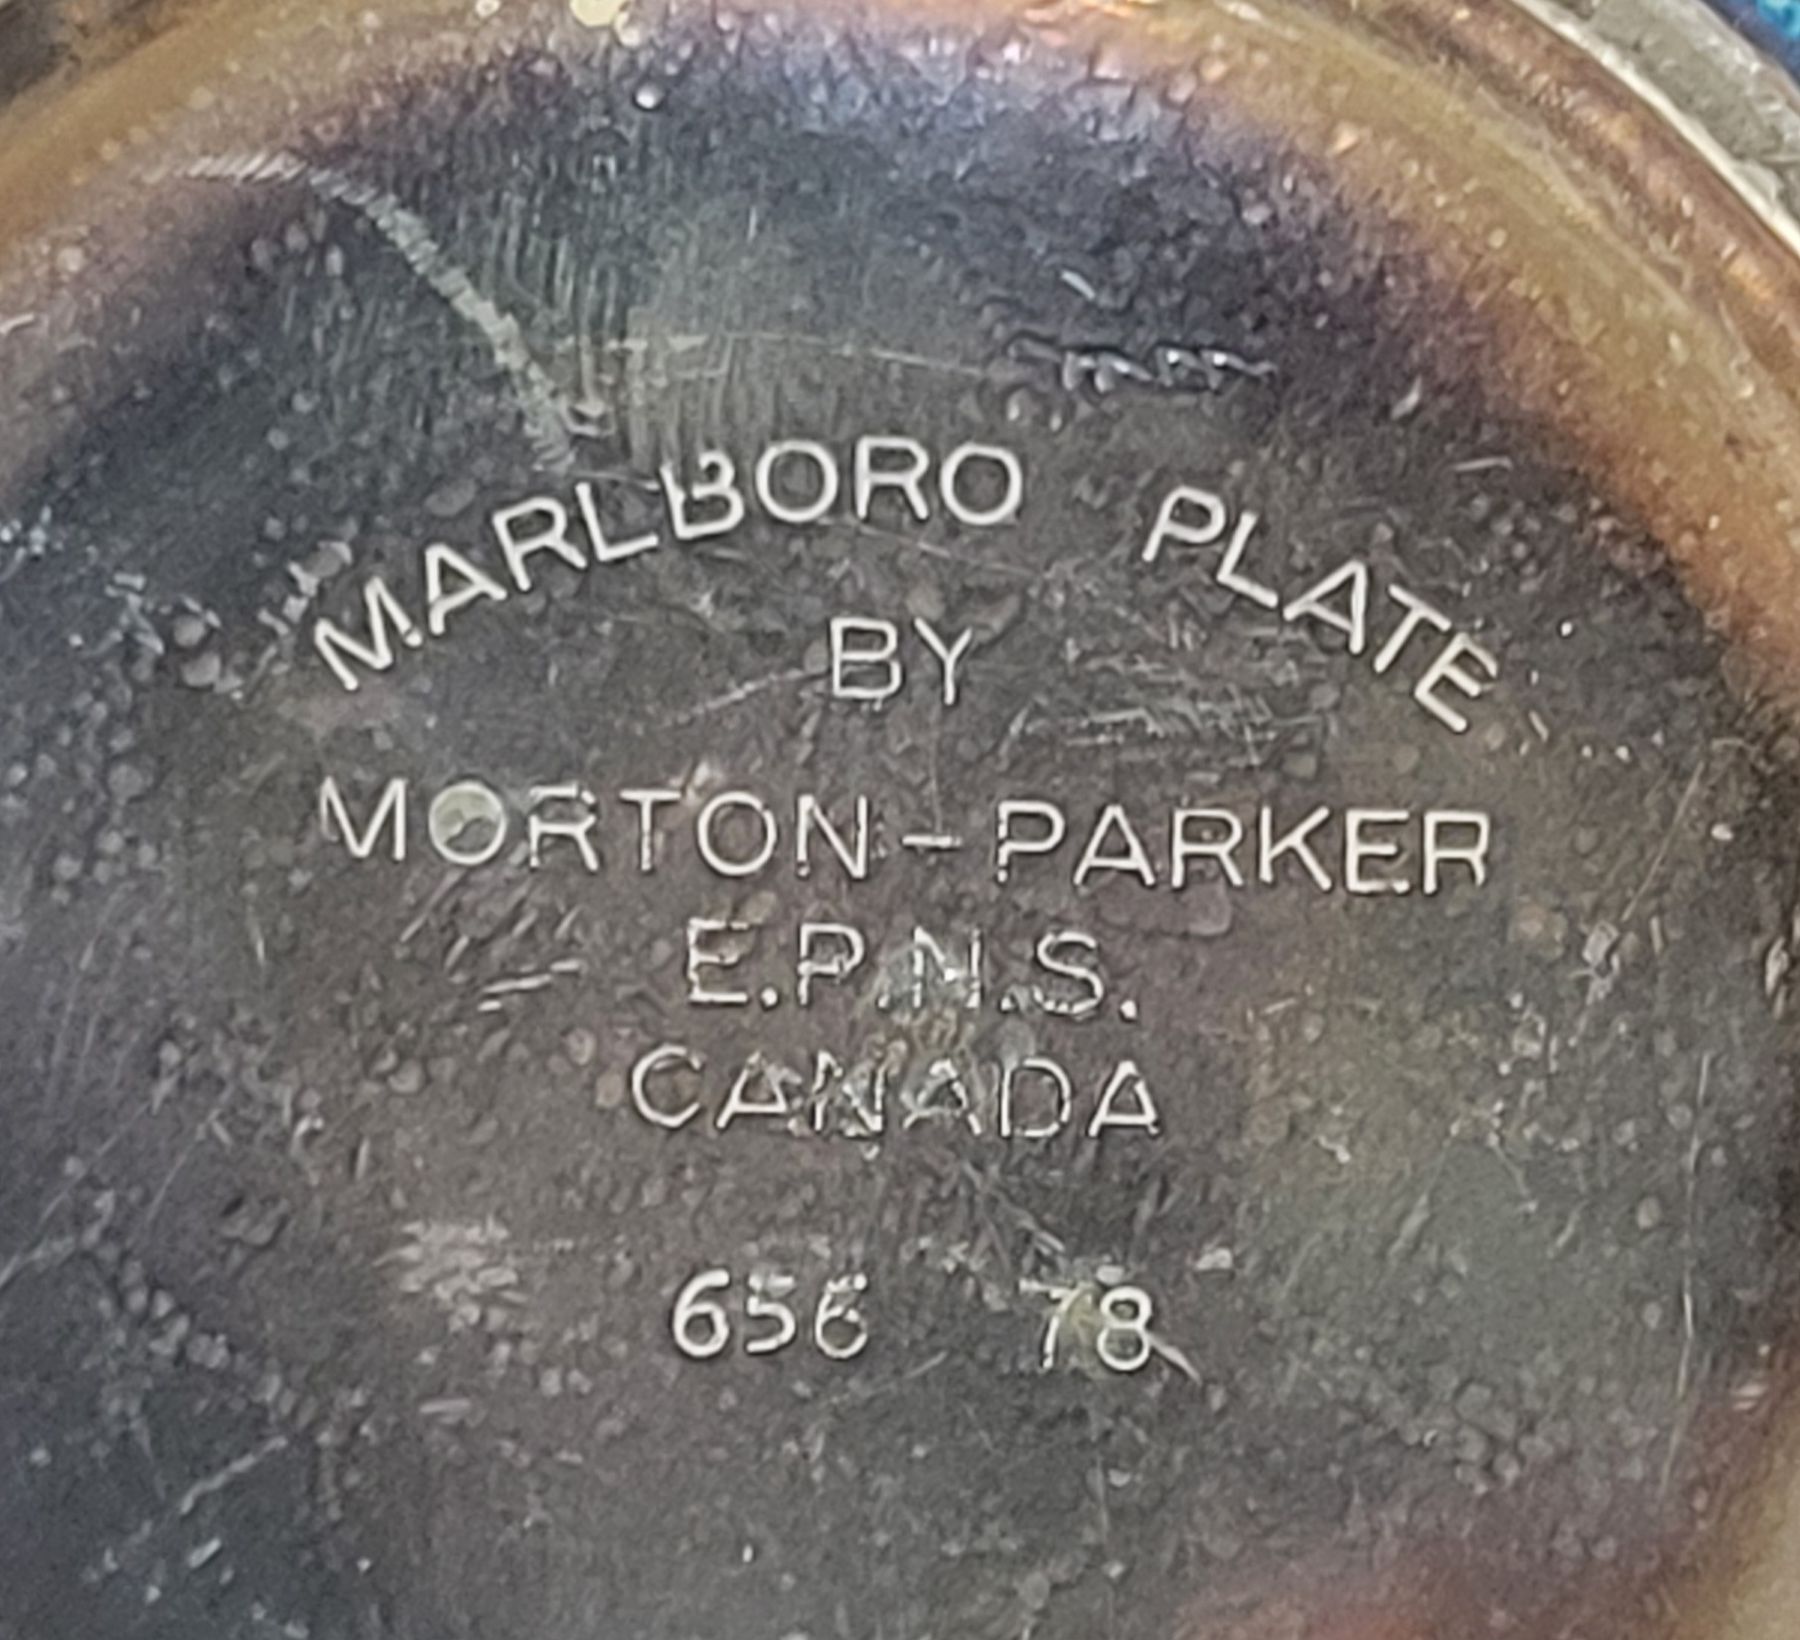 MARLBORO PLATE
BY
MORTON-PARKER
E.P.N.S.
CANADA
656 78